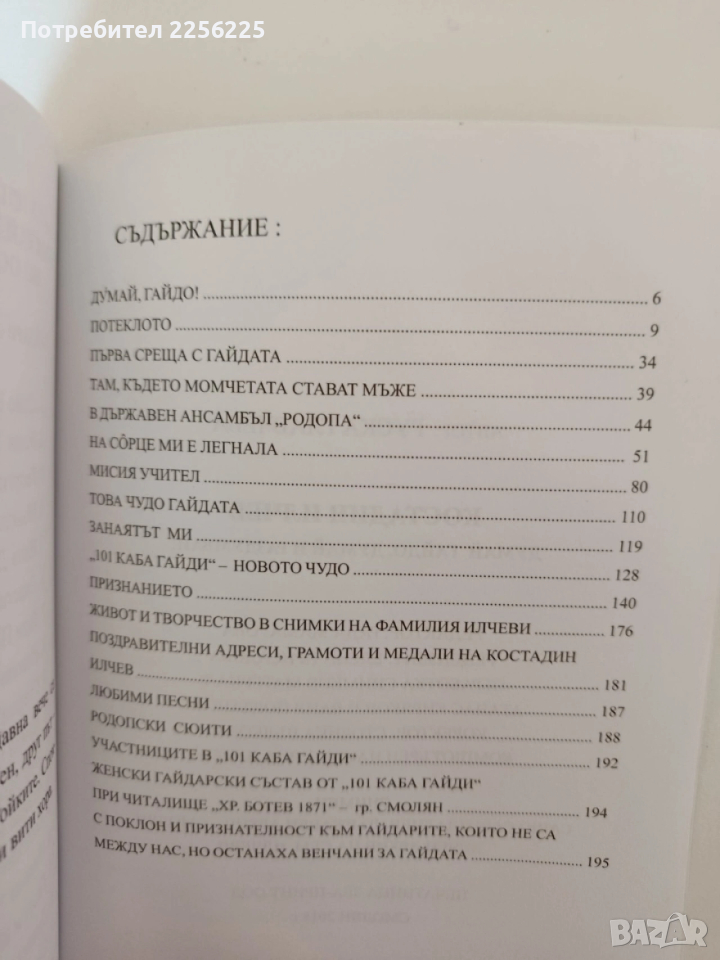 Потребител 2256225
СЪДЪРЖАНИЕ :
ДУМАЙ, ГАЙДО! 6
ПОТЕКЛОТО 9
ПЪРВА СРЕЩА С ГАЙДАТА 34
ТАМ, КЪДЕТО МОМЧЕТАТА СТАВАТ МЪЖЕ 39
В ДЪРЖАВЕН АНСАМБЪЛ „РОДОПА“ 44
НА СÔРЦЕ МИ Е ЛЕГНАЛА 51
МИСИЯ УЧИТЕЛ 80
ТОВА ЧУДО ГАЙДАТА 110
ЗАНАЯТЪТ МИ 119
„101 КАБА ГАЙДИ“ – НОВОТО ЧУДО 128
ПРИЗНАНИЕТО 140
ЖИВОТ И ТВОРЧЕСТВО В СНИМКИ НА ФАМИЛИЯ ИЛЧЕВИ 176
ПОЗДРАВИТЕЛНИ АДРЕСИ, ГРАМОТИ И МЕДАЛИ НА КОСТАДИН
ИЛЧЕВ 181
ЛЮБИМИ ПЕСНИ 187
РОДОПСКИ СЮИТИ 188
УЧАСТНИЦИТЕ В „101 КАБА ГАЙДИ“ 192
ЖЕНСКИ ГАЙДАРСКИ СЪСТАВ ОТ „101 КАБА ГАЙДИ“
ПРИ ЧИТАЛИЩЕ „ХР. БОТЕВ 1871“ – гр. СМОЛЯН 194
С ПОКЛОН И ПРИЗНАТЕЛНОСТ КЪМ ГАЙДАРИТЕ, КОИТО НЕ СА
МЕЖДУ НАС, НО ОСТАНАХА ВЕНЧАНИ ЗА ГАЙДАТА 195
BAZAR